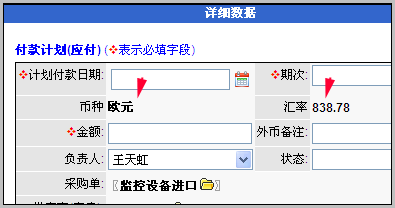 详细数据
付款计划(应付) (❖表示必填字段)
❖计划付款日期: ❖期次:
币种 欧元 汇率 838.78
❖金额: 外币备注:
负责人: 王天虹 状态:
采购单: 〖监控设备进口〗